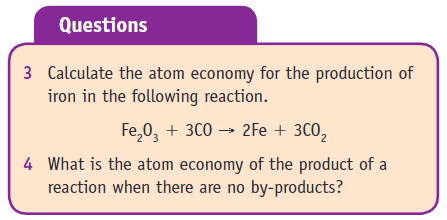 Questions
3 Calculate the atom economy for the production of
iron in the following reaction.
Fe₂O₃ + 3CO → 2Fe + 3CO₂
4 What is the atom economy of the product of a
reaction when there are no by-products?